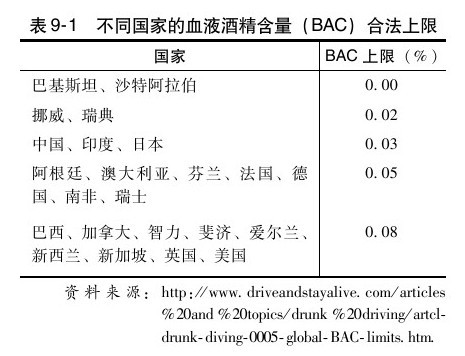 表 9-1 不同国家的血液酒精含量（BAC）合法上限
国家 BAC 上限（%）
巴基斯坦、沙特阿拉伯 0.00
挪威、瑞典 0.02
中国、印度、日本 0.03
阿根廷、澳大利亚、芬兰、法国、德 0.05
国、南非、瑞士
巴西、加拿大、智力、斐济、爱尔兰、 0.08
新西兰、新加坡、英国、美国
资料来源：http://www.driveandstayalive.com/articles
%20and %20topics/drunk %20driving/artcl-
drunk-diving-0005-global-BAC-limits.htm.